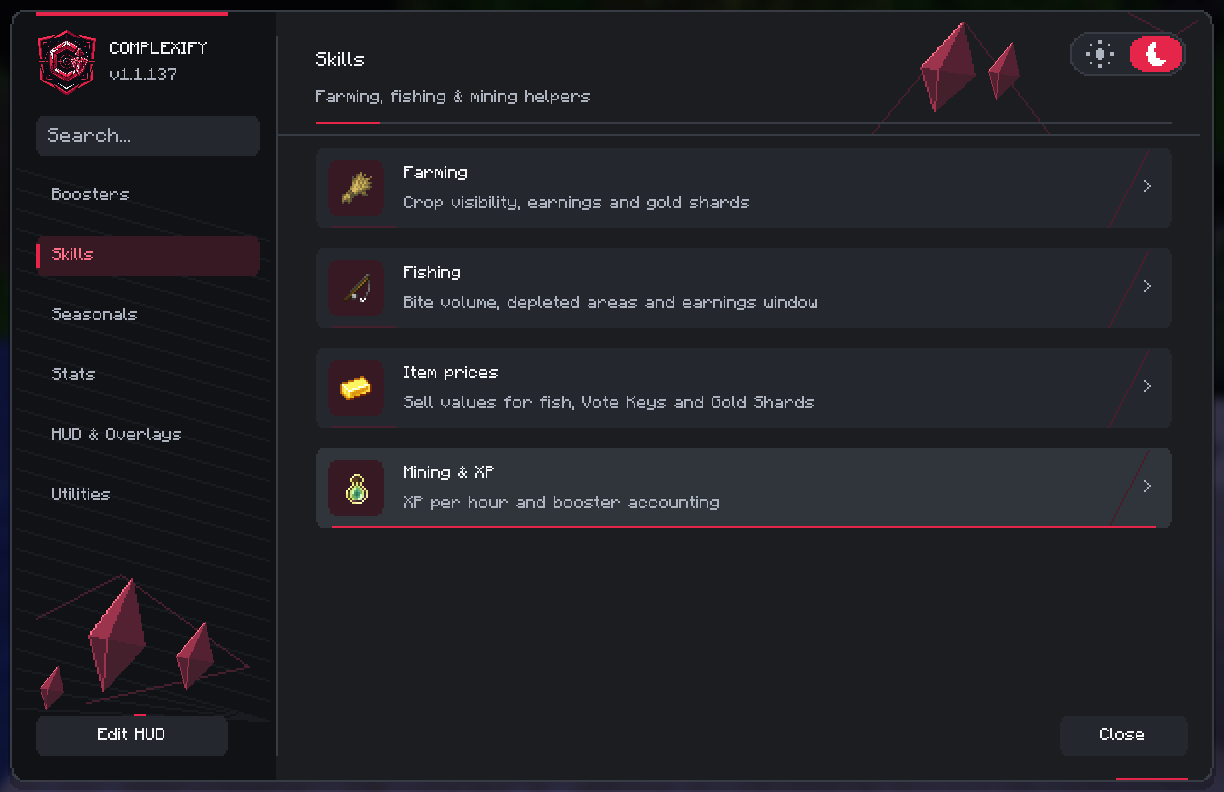 COMPLEXIFY
v1.1.137
Search...
Boosters
Skills
Seasonals
Stats
HUD & Overlays
Utilities
Edit HUD
Skills
Farming, fishing & mining helpers
Farming
Crop visibility, earnings and gold shards
Fishing
Bite volume, depleted areas and earnings window
Item prices
Sell values for fish, Vote Keys and Gold Shards
Mining & XP
XP per hour and booster accounting
Close